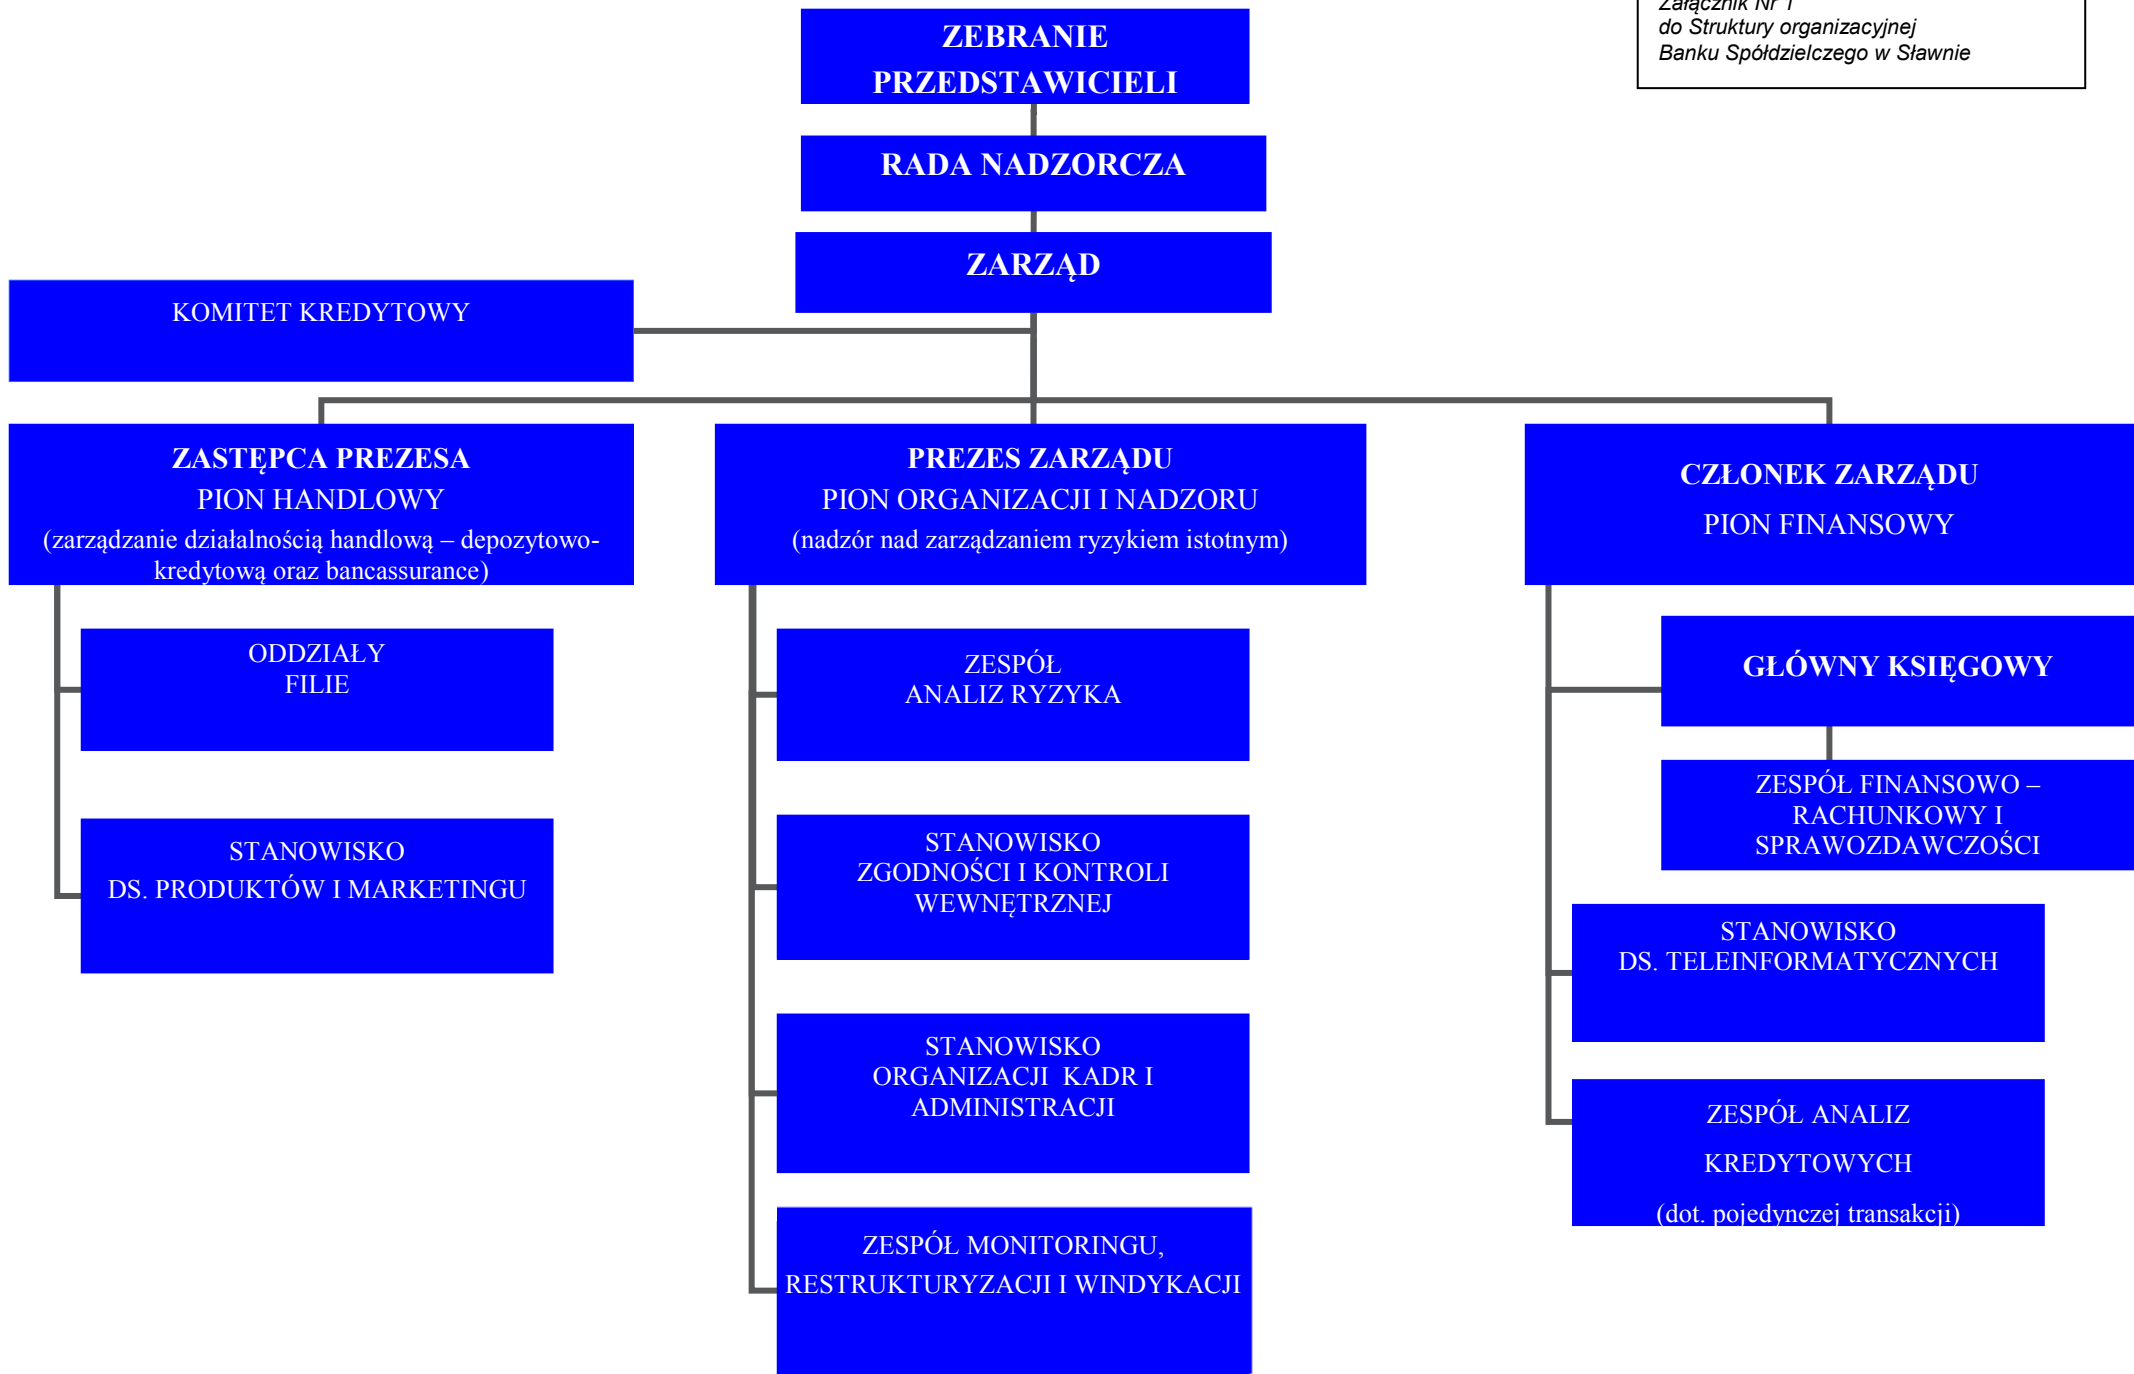 Załącznik Nr 1
do Struktury organizacyjnej
Banku Spółdzielczego w Sławnie
ZEBRANIE
PRZEDSTAWICIELI
RADA NADZORCZA
ZARZĄD
KOMITET KREDYTOWY
ZASTĘPCA PREZESA
PION HANDLOWY
(zarządzanie działalnością handlową – depozytowo-
kredytową oraz bancassurance)
ODDZIAŁY
FILIE
STANOWISKO
DS. PRODUKTÓW I MARKETINGU
PREZES ZARZĄDU
PION ORGANIZACJI I NADZORU
(nadzór nad zarządzaniem ryzykiem istotnym)
ZESPÓŁ
ANALIZ RYZYKA
STANOWISKO
ZGODNOŚCI I KONTROLI
WEWNĘTRZNEJ
STANOWISKO
ORGANIZACJI  KADR I
ADMINISTRACJI
ZESPÓŁ MONITORINGU,
RESTRUKTURYZACJI I WINDYKACJI
CZŁONEK ZARZĄDU
PION FINANSOWY
GŁÓWNY KSIĘGOWY
ZESPÓŁ FINANSOWO –
RACHUNKOWY I
SPRAWOZDAWCZOŚCI
STANOWISKO
DS. TELEINFORMATYCZNYCH
ZESPÓŁ ANALIZ
KREDYTOWYCH
(dot. pojedynczej transakcji)